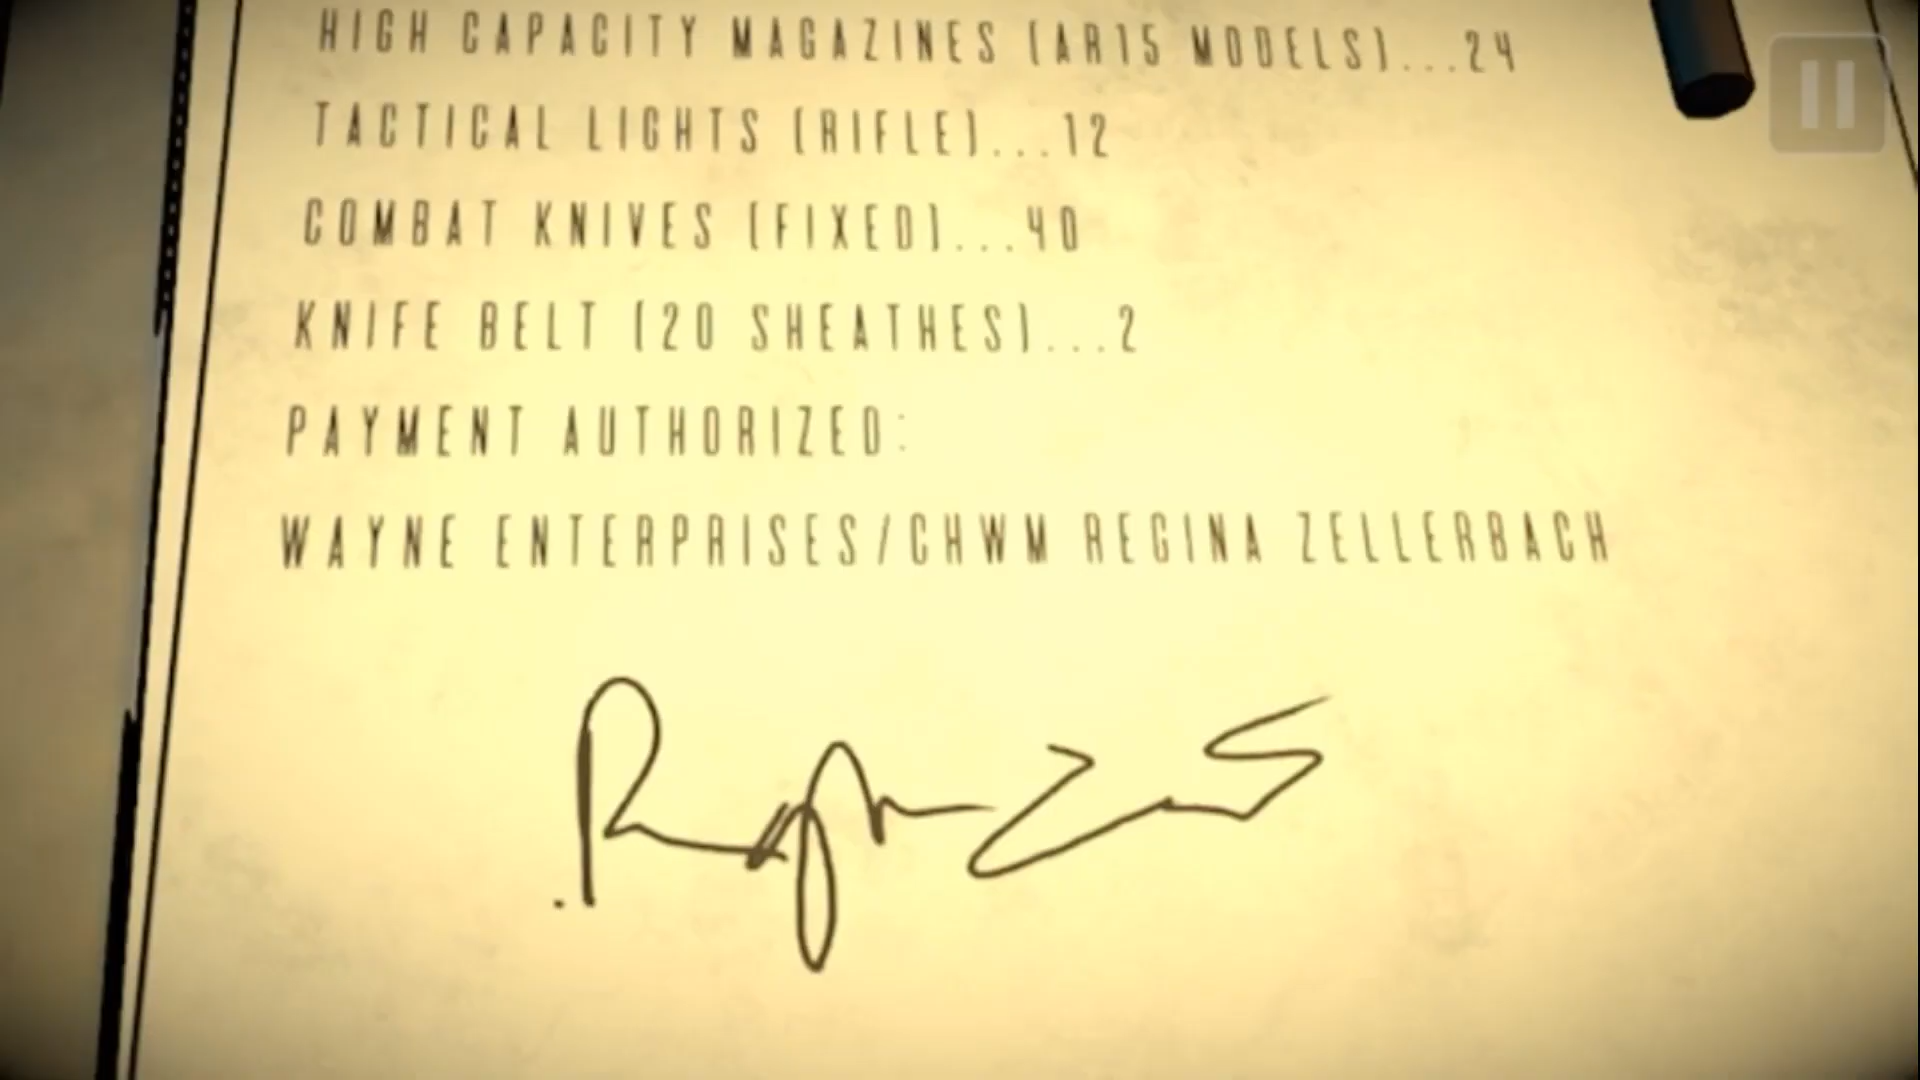 HIGH CAPACITY MAGAZINES (AR15 MODELS)...24
TACTICAL LIGHTS (RIFLE)...12
COMBAT KNIVES (FIXED)...40
KNIFE BELT (20 SHEATHES)...2
PAYMENT AUTHORIZED:
WAYNE ENTERPRISES/CHWM REGINA ZELLERBACH